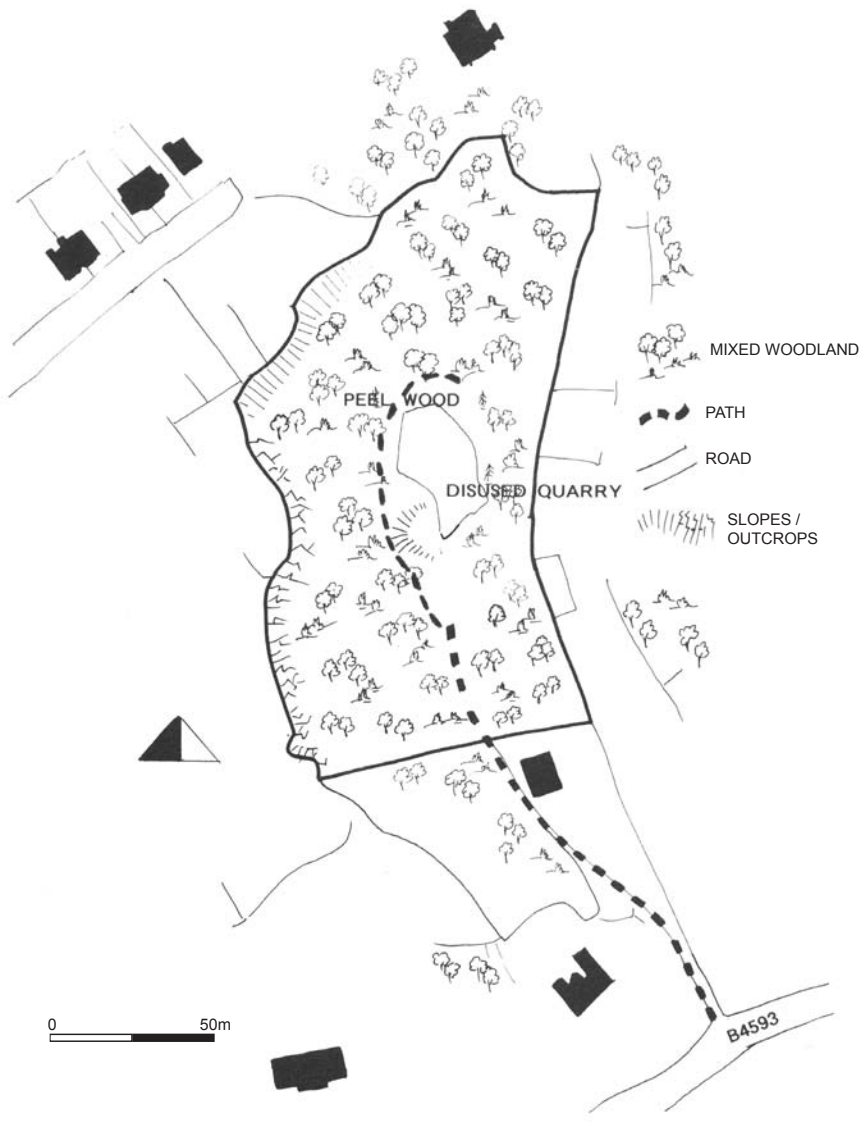 MIXED WOODLAND
PEEL WOOD
PATH
ROAD
DISUSED QUARRY
SLOPES /
OUTCROPS
0 50m
B4593